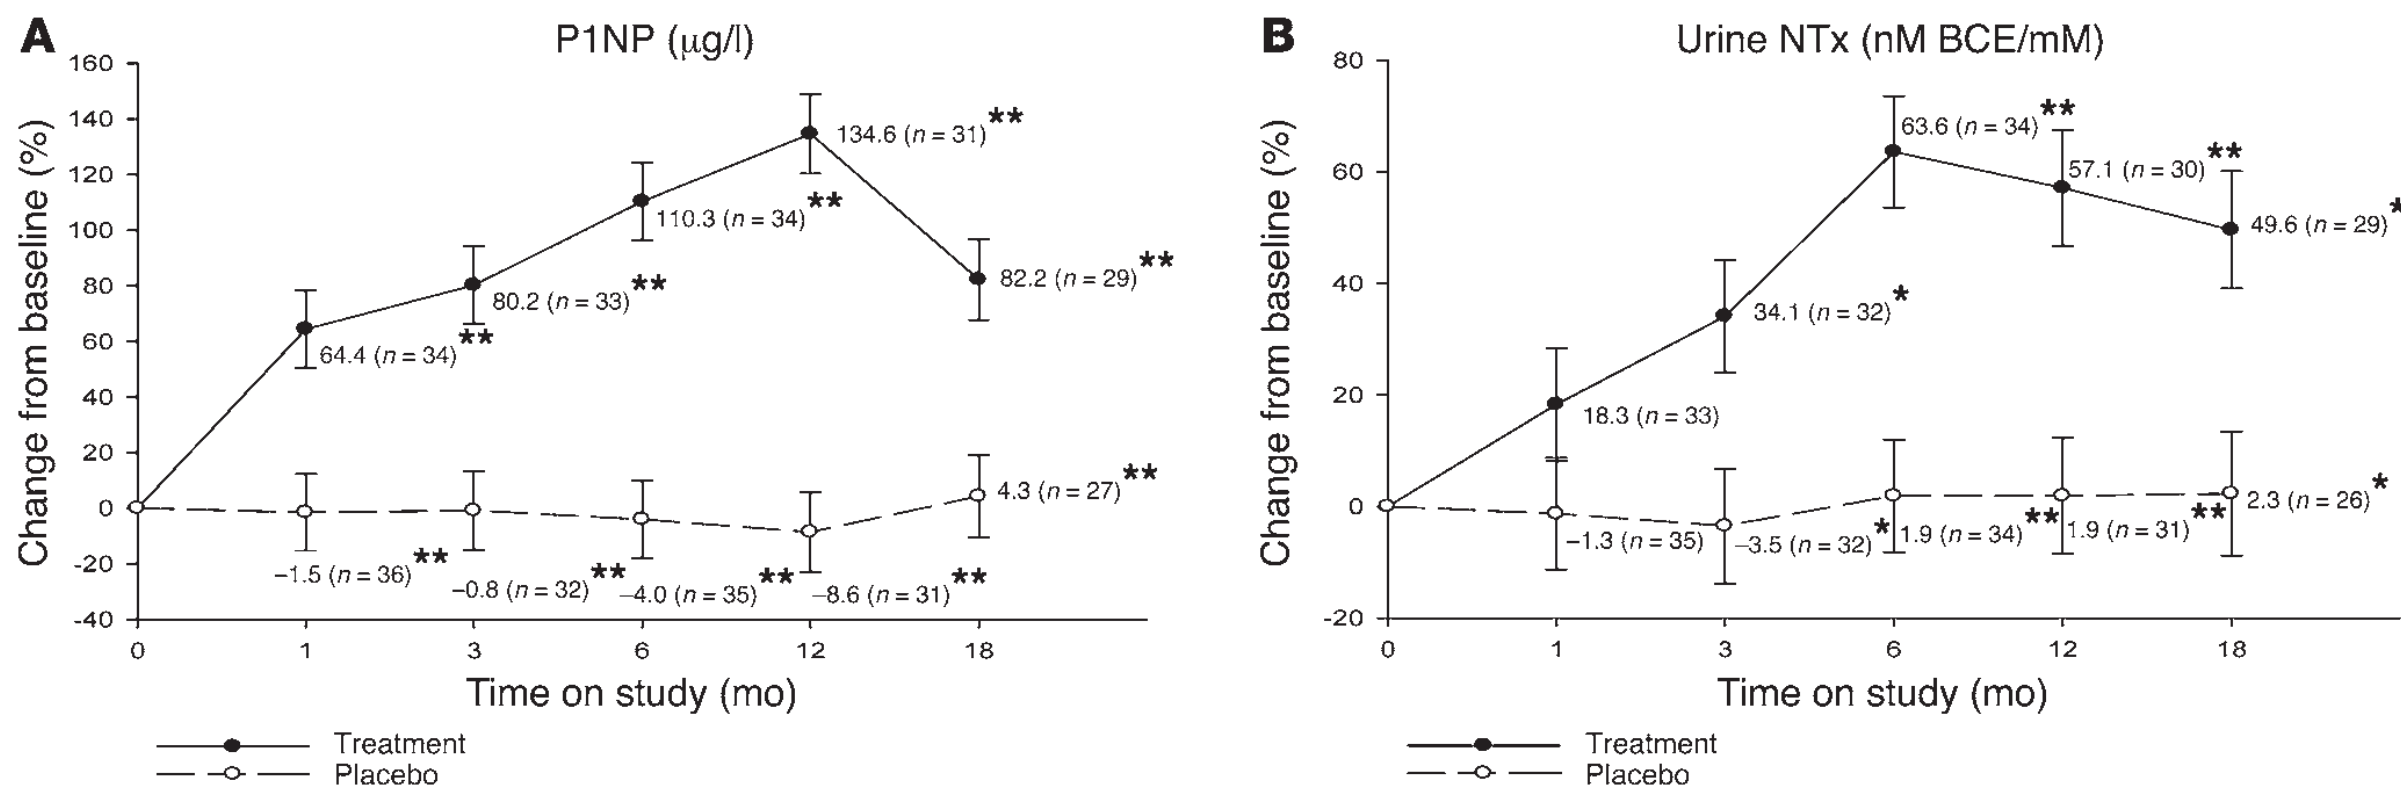 A
P1NP (μg/l)
Change from baseline (%)
160
140
120
100
80
60
40
20
0
-20
-40
134.6 (n = 31)**
110.3 (n = 34)**
80.2 (n = 33)**
64.4 (n = 34)**
82.2 (n = 29)**
4.3 (n = 27)**
–1.5 (n = 36)**
–0.8 (n = 32)**
–4.0 (n = 35)**
–8.6 (n = 31)**
0 1 3 6 12 18
Time on study (mo)
Treatment
Placebo
B
Urine NTx (nM BCE/mM)
Change from baseline (%)
80
60
40
20
0
-20
63.6 (n = 34)**
57.1 (n = 30)**
49.6 (n = 29)*
34.1 (n = 32)*
18.3 (n = 33)
–1.3 (n = 35)
–3.5 (n = 32)*
1.9 (n = 34)**
1.9 (n = 31)**
2.3 (n = 26)*
0 1 3 6 12 18
Time on study (mo)
Treatment
Placebo